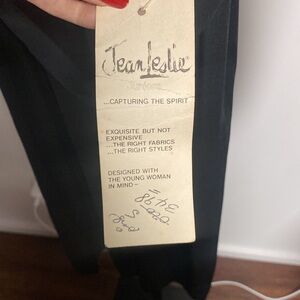 Jean Leslie
...CAPTURING THE SPIRIT
EXQUISITE BUT NOT
EXPENSIVE
...THE RIGHT FABRICS
...THE RIGHT STYLES
DESIGNED WITH
THE YOUNG WOMAN
IN MIND–